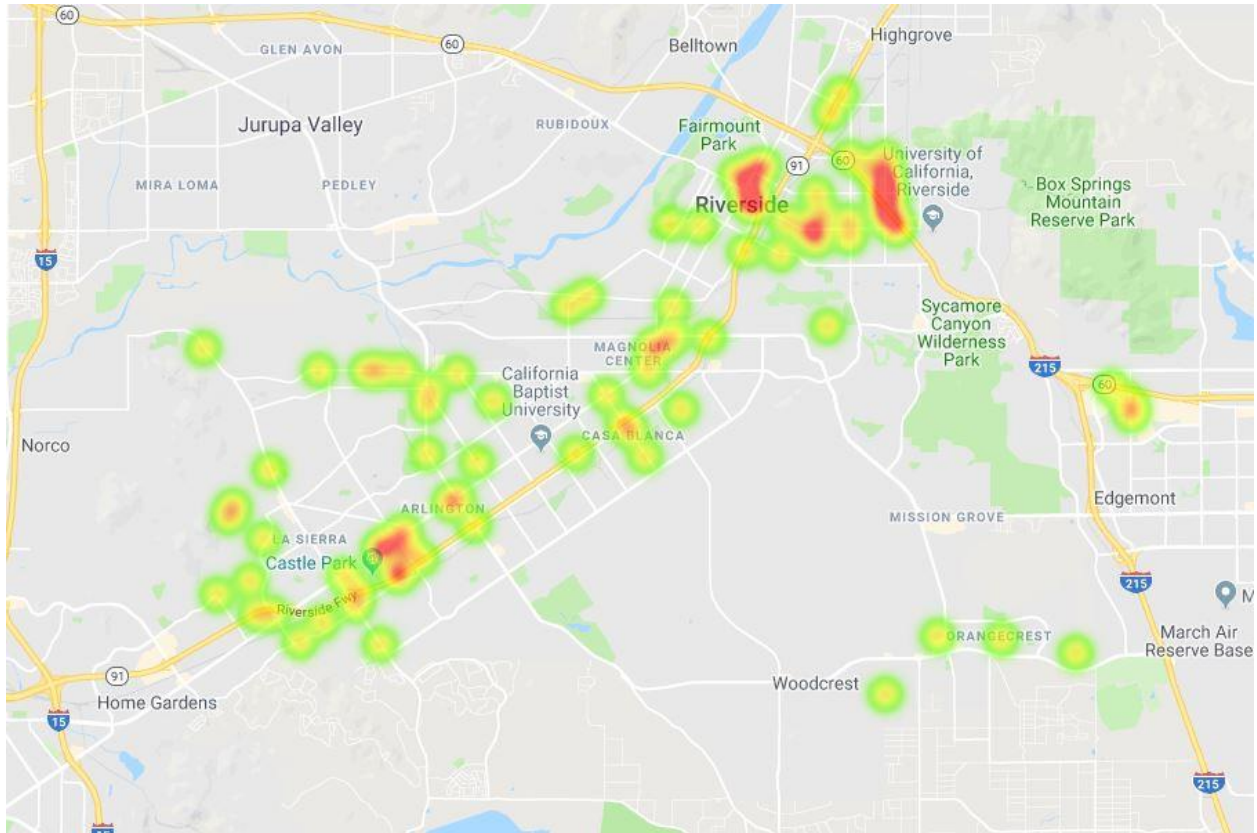 60
GLEN AVON
60
Belltown
Highgrove
Jurupa Valley
RUBIDOUX
Fairmount
Park
91
60
University of
California,
Riverside
MIRA LOMA
PEDLEY
Riverside
Box Springs
Mountain
Reserve Park
15
Sycamore
Canyon
Wilderness
Park
MAGNOLIA
CENTER
215
60
California
Baptist
University
CASA BLANCA
Norco
Edgemont
ARLINGTON
MISSION GROVE
LA SIERRA
Castle Park
215
Riverside Fwy
M
March Air
Reserve Base
ORANGECREST
91
Woodcrest
Home Gardens
15
215